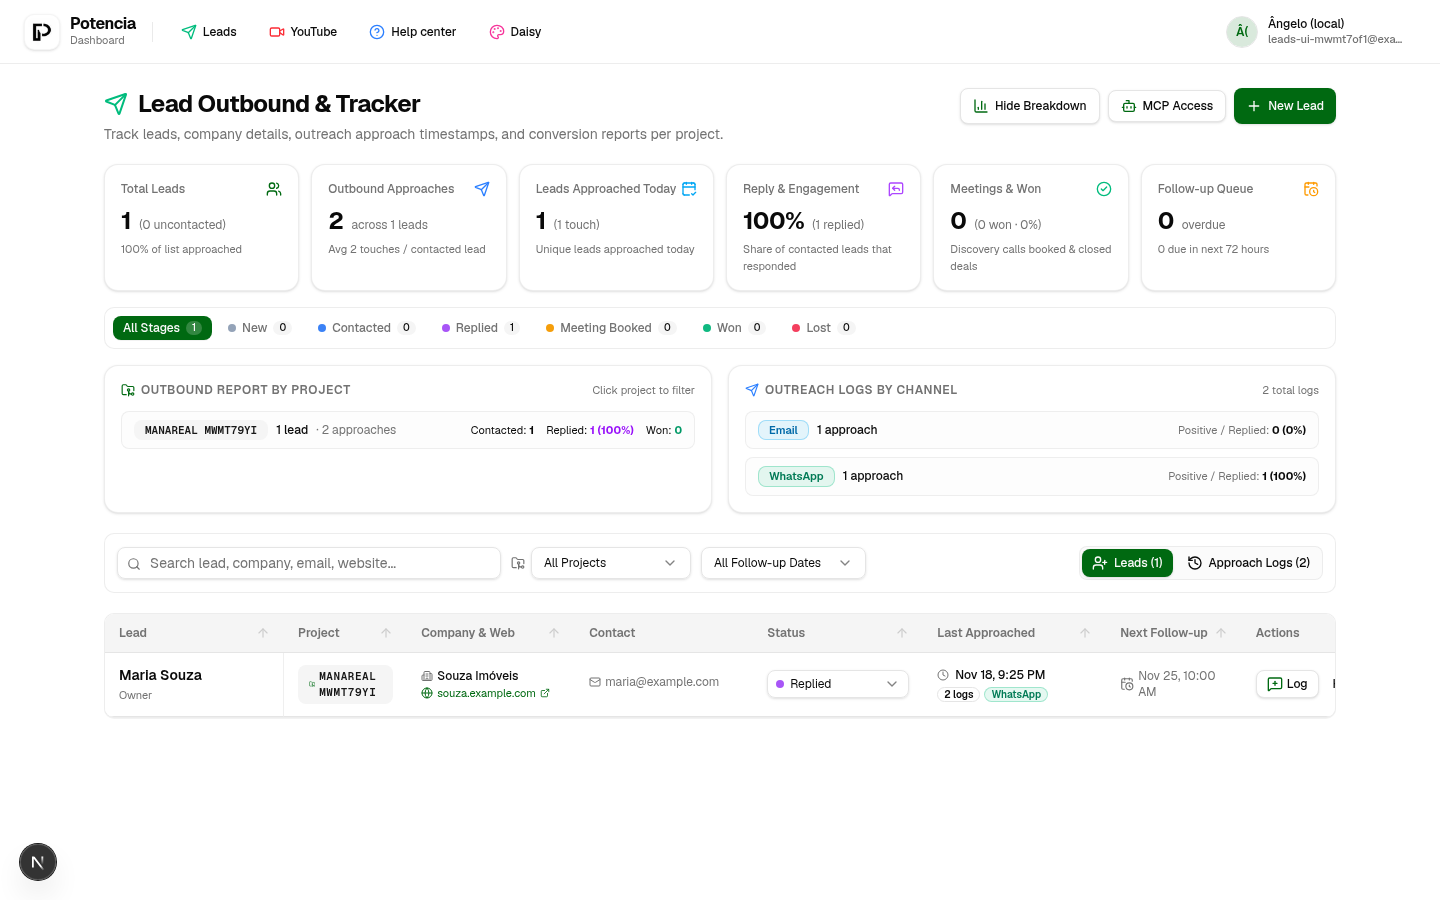 Potencia
Dashboard
Leads
YouTube
Help center
Daisy
Â(
Ângelo (local)
leads-ui-mwmt7of1@exa...
Lead Outbound & Tracker
Track leads, company details, outreach approach timestamps, and conversion reports per project.
Hide Breakdown
MCP Access
New Lead
Total Leads
1 (0 uncontacted)
100% of list approached
Outbound Approaches
2 across 1 leads
Avg 2 touches / contacted lead
Leads Approached Today
1 (1 touch)
Unique leads approached today
Reply & Engagement
100% (1 replied)
Share of contacted leads that
responded
Meetings & Won
0 (0 won · 0%)
Discovery calls booked & closed
deals
Follow-up Queue
0 overdue
0 due in next 72 hours
All Stages 1
New 0
Contacted 0
Replied 1
Meeting Booked 0
Won 0
Lost 0
OUTBOUND REPORT BY PROJECT
Click project to filter
MANAREAL MWMT79YI 1 lead · 2 approaches Contacted: 1 Replied: 1 (100%) Won: 0
OUTREACH LOGS BY CHANNEL
2 total logs
Email 1 approach Positive / Replied: 0 (0%)
WhatsApp 1 approach Positive / Replied: 1 (100%)
Search lead, company, email, website...
All Projects
All Follow-up Dates
Leads (1)
Approach Logs (2)
Lead Project Company & Web Contact Status Last Approached Next Follow-up Actions
Maria Souza
Owner
MANAREAL
MWMT79YI
Souza Imóveis
souza.example.com
maria@example.com
Replied
Nov 18, 9:25 PM
2 logs WhatsApp
Nov 25, 10:00
AM
Log
N